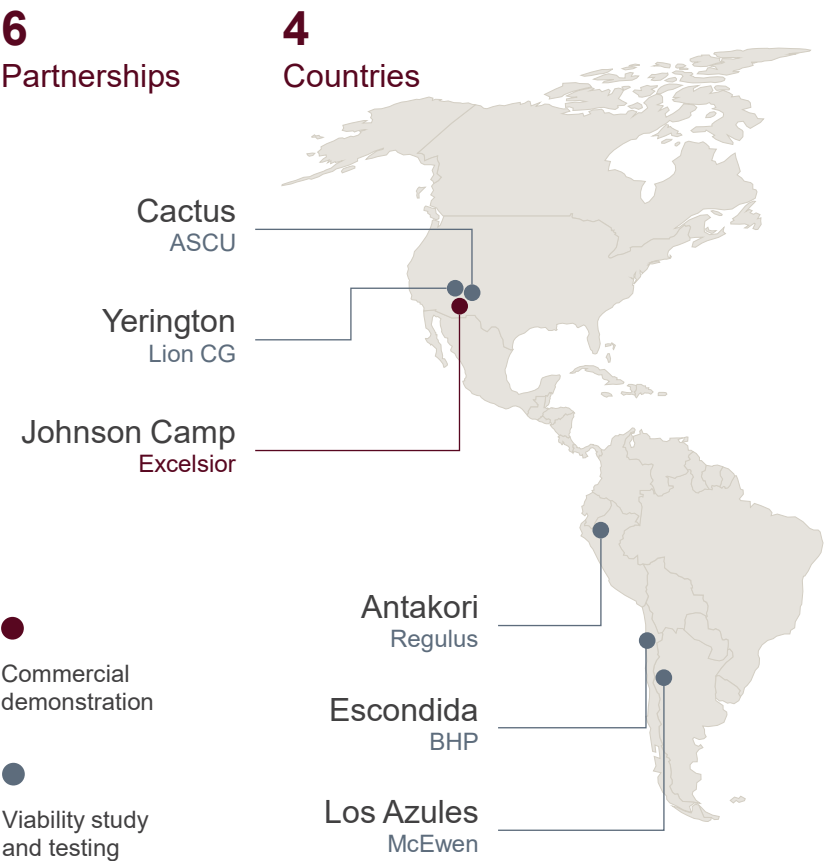 6
Partnerships
4
Countries
Cactus
ASCU
Yerington
Lion CG
Johnson Camp
Excelsior
Antakori
Regulus
Escondida
BHP
Los Azules
McEwen
Commercial
demonstration
Viability study
and testing